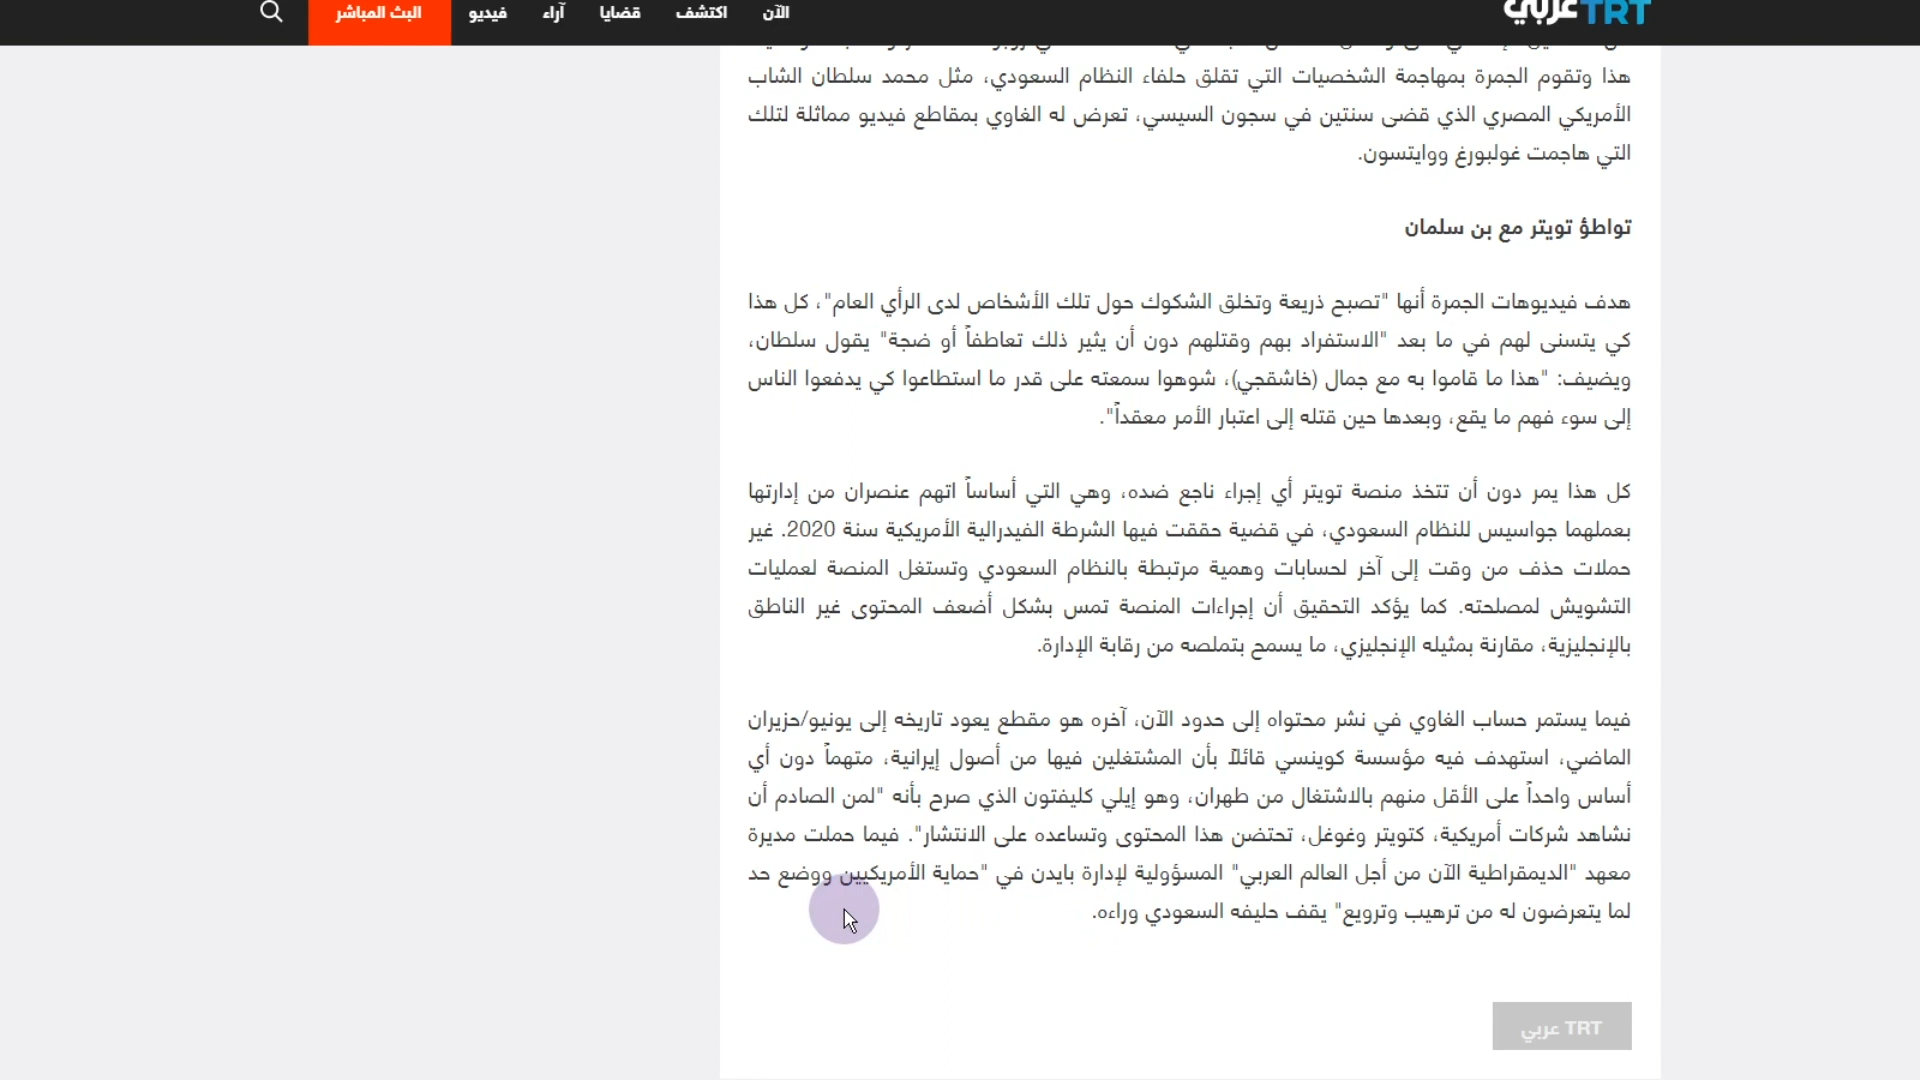 TRT عربي
الآن
اكتشف
قضايا
آراء
فيديو
البث المباشر
هذا وتقوم الجمرة بمهاجمة الشخصيات التي تقلق حلفاء النظام السعودي، مثل محمد سلطان الشاب
الأمريكي المصري الذي قضى سنتين في سجون السيسي، تعرض له الغاوي بمقاطع فيديو مماثلة لتلك
التي هاجمت غولبورغ ووايتسون.
تواطؤ تويتر مع بن سلمان
هدف فيديوهات الجمرة أنها "تصبح ذريعة وتخلق الشكوك حول تلك الأشخاص لدى الرأي العام"، كل هذا
كي يتسنى لهم في ما بعد "الاستفراد بهم وقتلهم دون أن يثير ذلك تعاطفاً أو ضجة" يقول سلطان،
ويضيف: "هذا ما قاموا به مع جمال (خاشقجي)، شوهوا سمعته على قدر ما استطاعوا كي يدفعوا الناس
إلى سوء فهم ما يقع، وبعدها حين قتله إلى اعتبار الأمر معقداً".
كل هذا يمر دون أن تتخذ منصة تويتر أي إجراء ناجع ضده، وهي التي أساساً اتهم عنصران من إدارتها
بعملهما جواسيس للنظام السعودي، في قضية حققت فيها الشرطة الفيدرالية الأمريكية سنة 2020. غير
حملات حذف من وقت إلى آخر لحسابات وهمية مرتبطة بالنظام السعودي وتستغل المنصة لعمليات
التشويش لمصلحته. كما يؤكد التحقيق أن إجراءات المنصة تمس بشكل أضعف المحتوى غير الناطق
بالإنجليزية، مقارنة بمثيله الإنجليزي، ما يسمح بتملصه من رقابة الإدارة.
فيما يستمر حساب الغاوي في نشر محتواه إلى حدود الآن، آخره هو مقطع يعود تاريخه إلى يونيو/حزيران
الماضي، استهدف فيه مؤسسة كوينسي قائلاً بأن المشتغلين فيها من أصول إيرانية، متهماً دون أي
أساس واحداً على الأقل منهم بالاشتغال من طهران، وهو إيلي كليفتون الذي صرح بأنه "لمن الصادم أن
نشاهد شركات أمريكية، كتويتر وغوغل، تحتضن هذا المحتوى وتساعده على الانتشار". فيما حملت مديرة
معهد "الديمقراطية الآن من أجل العالم العربي" المسؤولية لإدارة بايدن في "حماية الأمريكيين ووضع حد
لما يتعرضون له من ترهيب وترويع" يقف حليفه السعودي وراءه.
TRT عربي